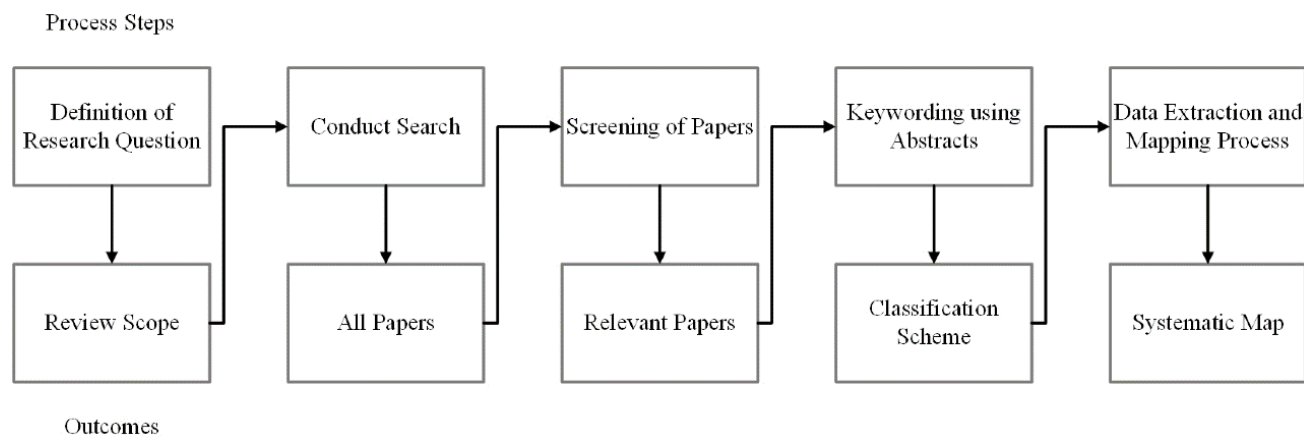 Process Steps
Definition of
Research Question
Conduct Search
Screening of Papers
Keywording using
Abstracts
Data Extraction and
Mapping Process
Review Scope
All Papers
Relevant Papers
Classification
Scheme
Systematic Map
Outcomes